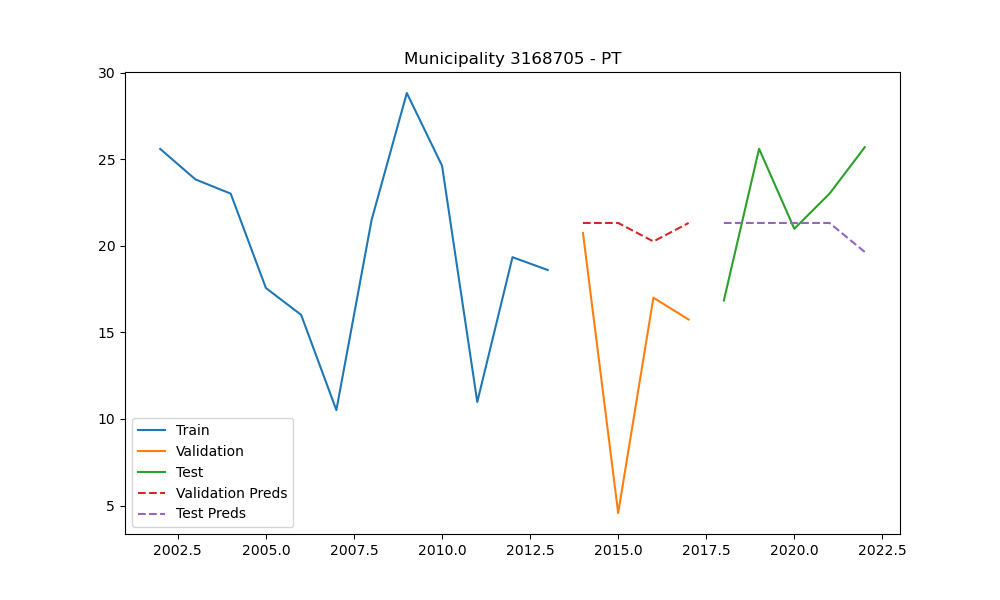 Municipality 3168705 - PT
30
25
20
15
10
5
Train
Validation
Test
Validation Preds
Test Preds
2002.5 2005.0 2007.5 2010.0 2012.5 2015.0 2017.5 2020.0 2022.5